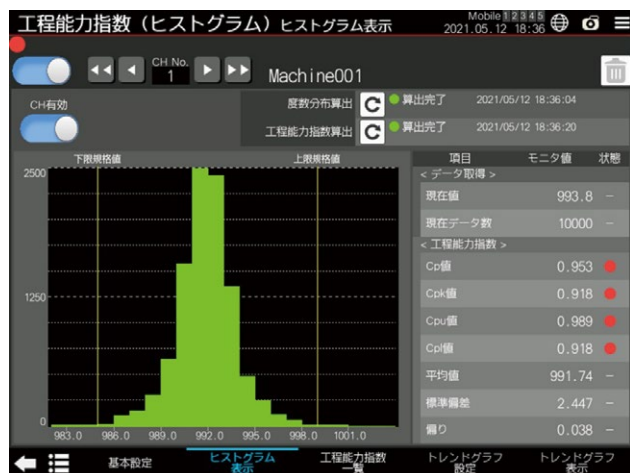 工程能力指数（ヒストグラム）ヒストグラム表示
Mobile 1 2 3 4 5
2021.05.12 18:36
CH No.
1
Machine001
CH有効
度数分布算出 C 算出完了 2021/05/12 18:36:04
工程能力指数算出 C 算出完了 2021/05/12 18:36:20
下限規格値 上限規格値
2500
1250
0
983.0 986.0 989.0 992.0 995.0 998.0 1001.0
項目 モニタ値 状態
< データ取得 >
現在値 993.8 -
現在データ数 10000 -
< 工程能力指数 >
Cp値 0.953
Cpk値 0.918
Cpu値 0.989
Cpl値 0.918
平均値 991.74 -
標準偏差 2.447 -
偏り 0.038 -
基本設定
ヒストグラム
表示
工程能力指数
一覧
トレンドグラフ
設定
トレンドグラフ
表示